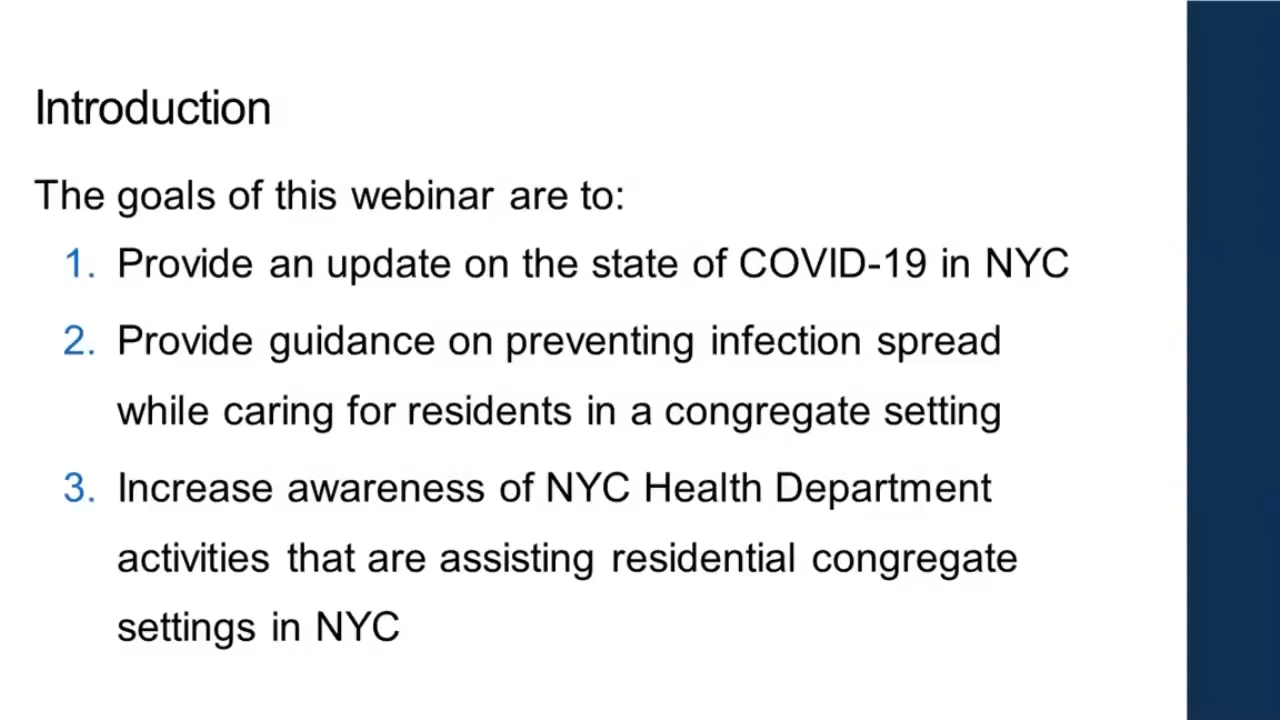 Introduction
The goals of this webinar are to:
1. Provide an update on the state of COVID-19 in NYC
2. Provide guidance on preventing infection spread
while caring for residents in a congregate setting
3. Increase awareness of NYC Health Department
activities that are assisting residential congregate
settings in NYC